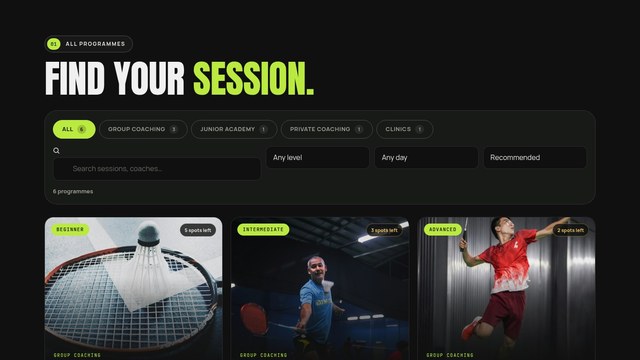 01 ALL PROGRAMMES
FIND YOUR SESSION.
ALL 6 GROUP COACHING 3 JUNIOR ACADEMY 1 PRIVATE COACHING 1 CLINICS 1
Search sessions, coaches… Any level Any day Recommended
6 programmes
BEGINNER 5 spots left INTERMEDIATE 3 spots left ADVANCED 2 spots left
GROUP COACHING GROUP COACHING GROUP COACHING